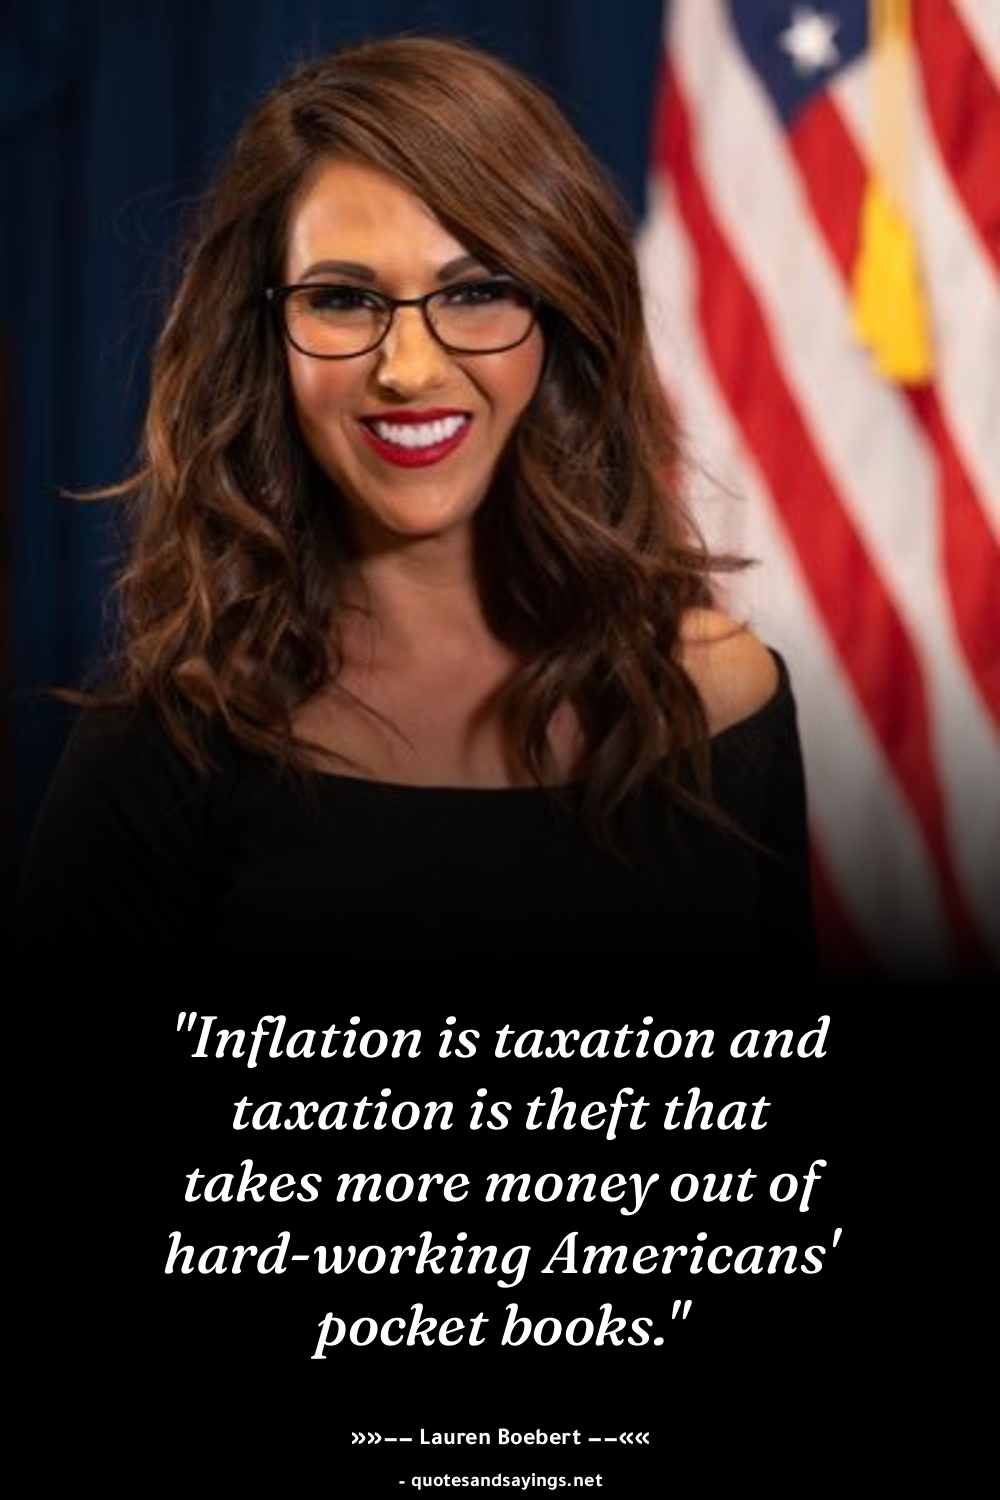 "Inflation is taxation and
taxation is theft that
takes more money out of
hard-working Americans'
pocket books."
»»−− Lauren Boebert −−««
- quotesandsayings.net